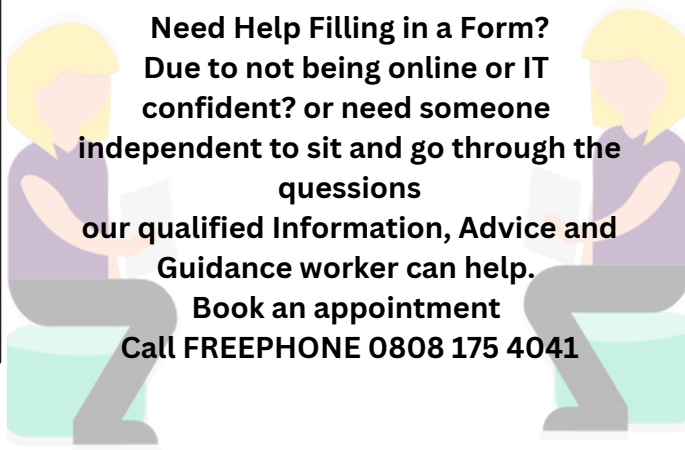 Need Help Filling in a Form?
Due to not being online or IT
confident? or need someone
independent to sit and go through the
quessions
our qualified Information, Advice and
Guidance worker can help.
Book an appointment
Call FREEPHONE 0808 175 4041